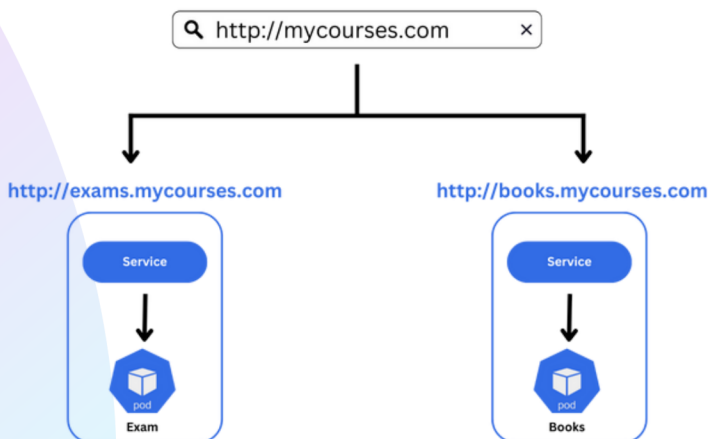 http://mycourses.com ×
http://exams.mycourses.com
http://books.mycourses.com
Service
Service
pod
pod
Exam
Books